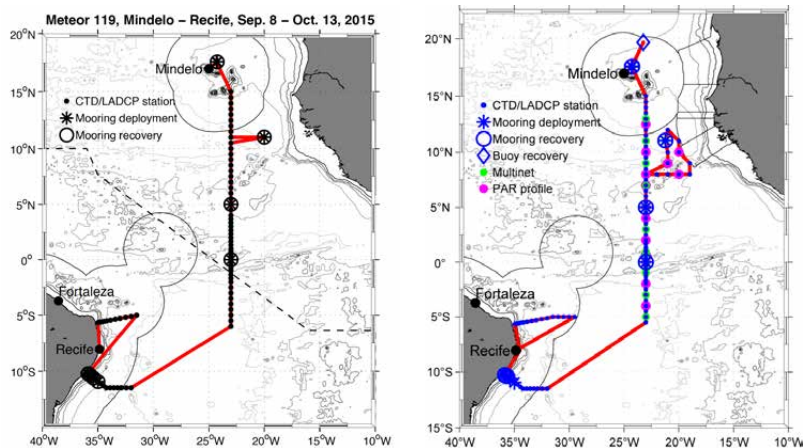 Meteor 119, Mindelo – Recife, Sep. 8 – Oct. 13, 2015
20°N
15°N
10°N
5°N
0°
5°S
10°S
15°S
40°W 35°W 30°W 25°W 20°W 15°W 10°W
Mindelo
CTD/LADCP station
Mooring deployment
Mooring recovery
Fortaleza
Recife
20°N
15°N
10°N
5°N
0°
5°S
10°S
15°S
40°W 35°W 30°W 25°W 20°W 15°W 10°W
Mindelo
CTD/LADCP station
Mooring deployment
Mooring recovery
Buoy recovery
Multinet
PAR profile
Fortaleza
Recife